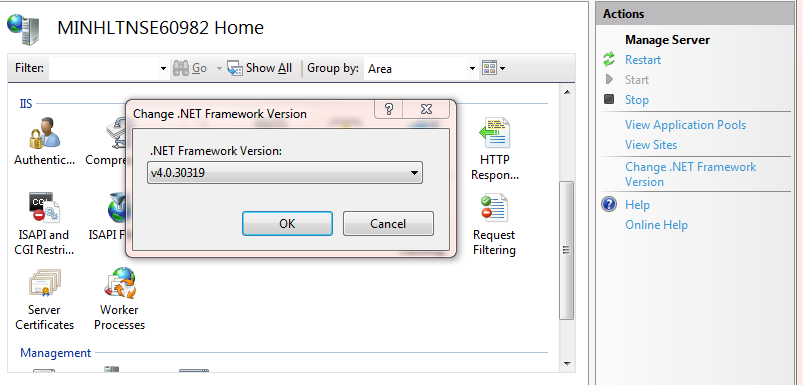 MINHLTNSE60982 Home
Filter:
Go
Show All
Group by:
Area
IIS
Change .NET Framework Version
.NET Framework Version:
v4.0.30319
OK
Cancel
Authentic...
HTTP
Respon...
ISAPI and
CGI Restri...
Request
Filtering
Server
Certificates
Worker
Processes
Management
Actions
Manage Server
Restart
Start
Stop
View Application Pools
View Sites
Change .NET Framework
Version
Help
Online Help